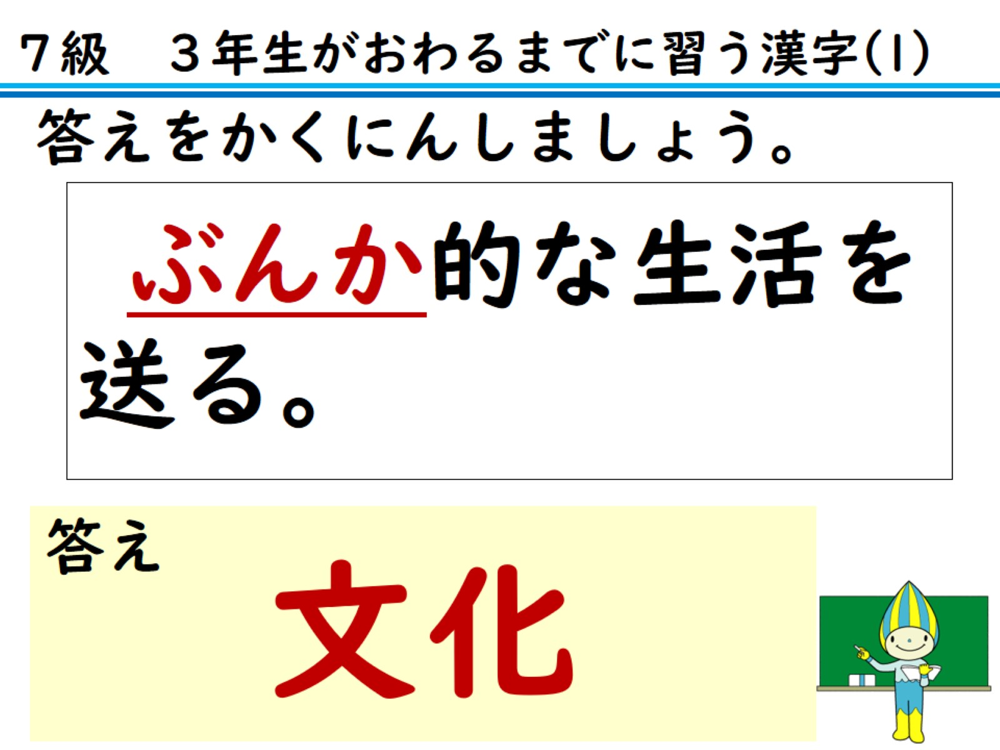 ７級　３年生がおわるまでに習う漢字(1)
答えをかくにんしましょう。
ぶんか的な生活を
送る。
答え
文化